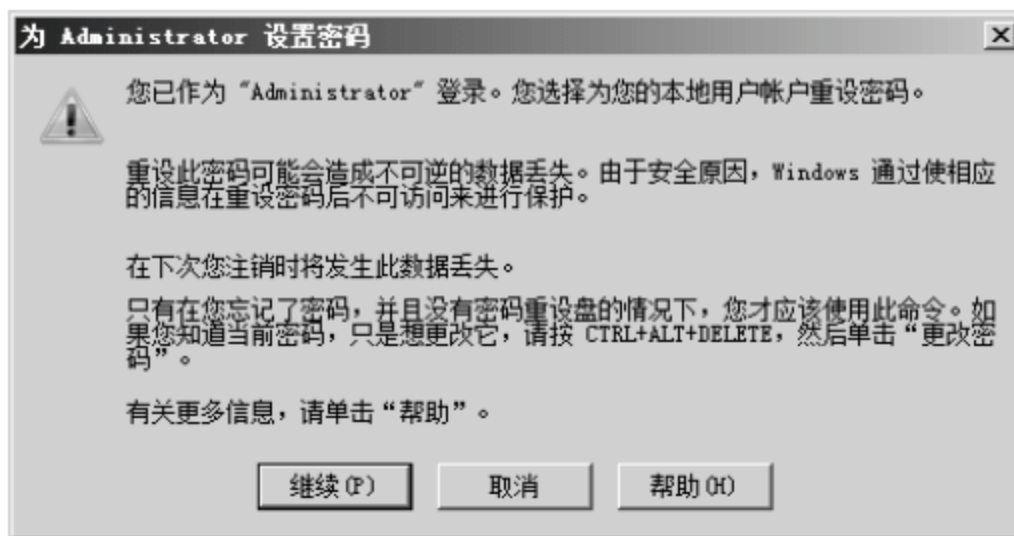 为 Administrator 设置密码
您已作为 "Administrator" 登录。您选择为您的本地用户帐户重设密码。
重设此密码可能会造成不可逆的数据丢失。由于安全原因，Windows 通过使相应
的信息在重设密码后不可访问来进行保护。
在下次您注销时将发生此数据丢失。
只有在您忘记了密码，并且没有密码重设盘的情况下，您才应该使用此命令。如
果您知道当前密码，只是想更改它，请按 CTRL+ALT+DELETE，然后单击“更改密
码”。
有关更多信息，请单击“帮助”。
继续(P) 取消 帮助(H)